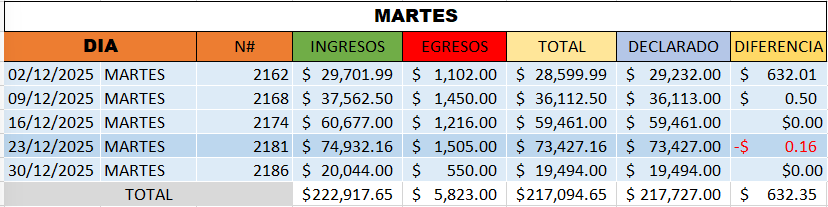 MARTES
DIA N# INGRESOS EGRESOS TOTAL DECLARADO DIFERENCIA
02/12/2025 MARTES 2162 $ 29,701.99 $ 1,102.00 $ 28,599.99 $ 29,232.00 $ 632.01
09/12/2025 MARTES 2168 $ 37,562.50 $ 1,450.00 $ 36,112.50 $ 36,113.00 $ 0.50
16/12/2025 MARTES 2174 $ 60,677.00 $ 1,216.00 $ 59,461.00 $ 59,461.00 $0.00
23/12/2025 MARTES 2181 $ 74,932.16 $ 1,505.00 $ 73,427.16 $ 73,427.00 -$ 0.16
30/12/2025 MARTES 2186 $ 20,044.00 $ 550.00 $ 19,494.00 $ 19,494.00 $0.00
TOTAL $222,917.65 $ 5,823.00 $217,094.65 $ 217,727.00 $ 632.35